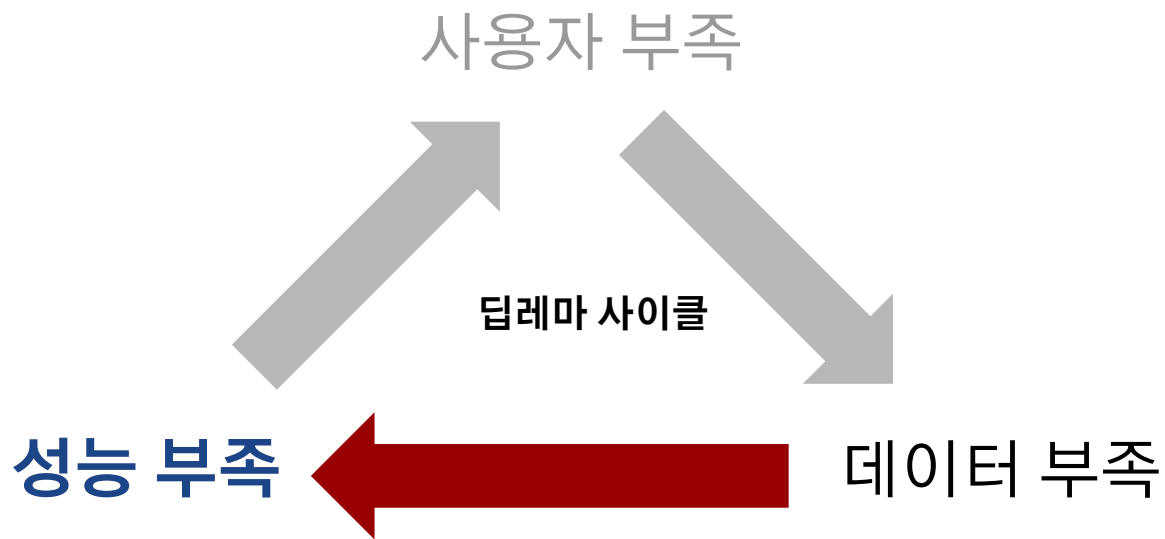 사용자 부족
딥레마 사이클
성능 부족
데이터 부족